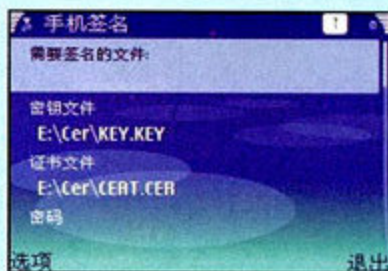 手机签名
需要签名的文件:
密钥文件
E:\Cer\KEY.KEY
证书文件
E:\Cer\CERT.CER
密码
选项 退出